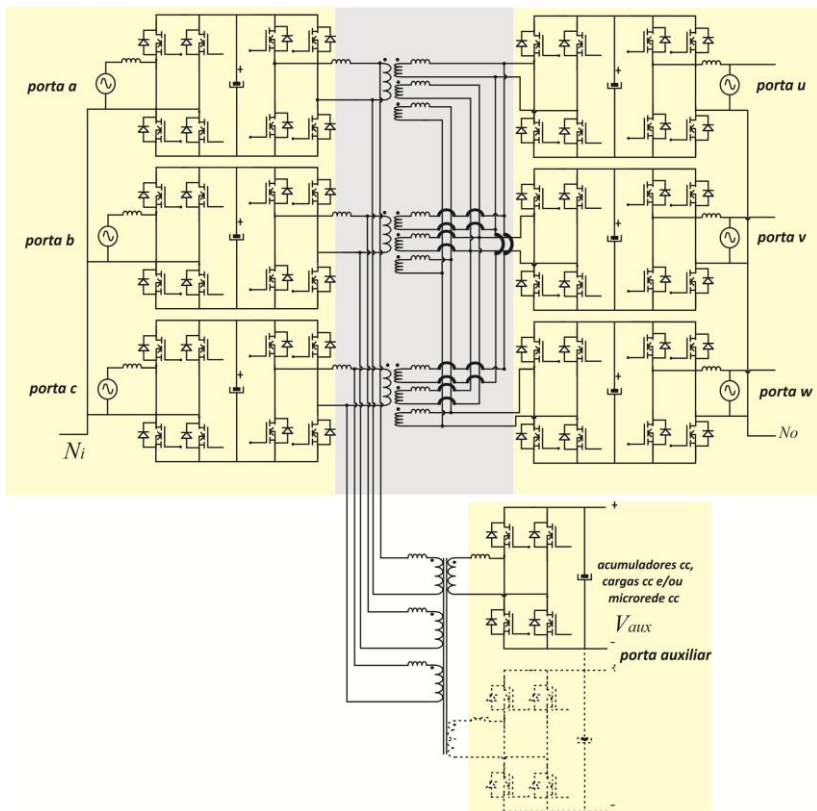 porta a
+
+
porta u
porta b
+
+
porta v
porta c
+
+
porta w
Ni
No
+
acumuladores cc,
cargas cc e/ou
microrede cc
Vaux
-
porta auxiliar
+
-